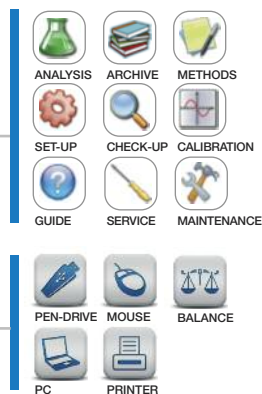 ANALYSIS ARCHIVE METHODS
SET-UP CHECK-UP CALIBRATION
GUIDE SERVICE MAINTENANCE
PEN-DRIVE MOUSE BALANCE
PC PRINTER